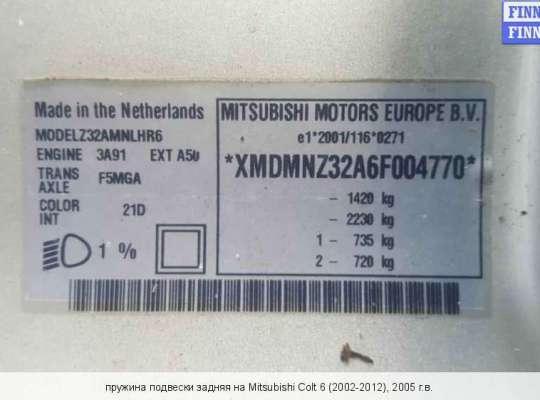 FINN
FINN
Made in the Netherlands
MODELZ32AMNLHR6
ENGINE 3A91 EXT A50
TRANS AXLE F5MGA
COLOR INT 21D
1 %
MITSUBISHI MOTORS EUROPE B.V.
e1*2001/116*0271
*XMDMNZ32A6F004770*
- 1420 kg
- 2230 kg
1 - 735 kg
2 - 720 kg
пружина подвески задняя на Mitsubishi Colt 6 (2002-2012), 2005 г.в.